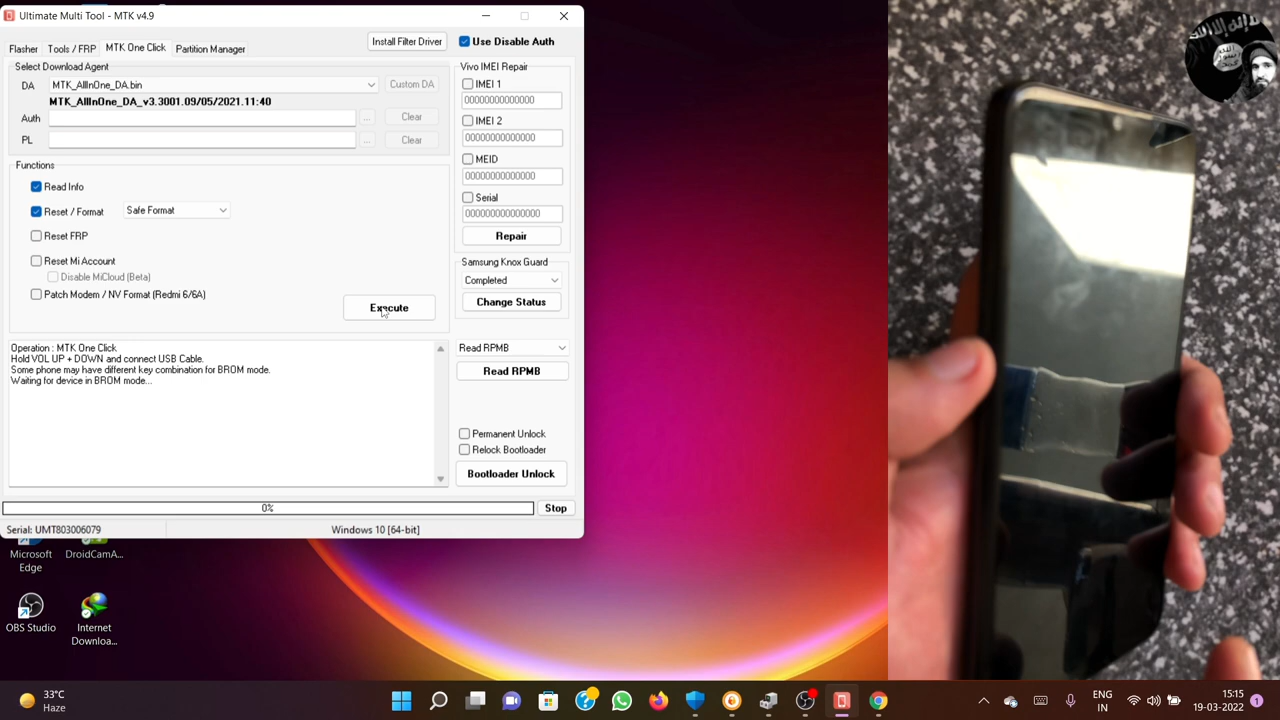 Ultimate Multi Tool - MTK v4.9
Flasher
Tools / FRP
MTK One Click
Partition Manager
Install Filter Driver
Use Disable Auth
Select Download Agent
DA
MTK_AllInOne_DA.bin
Custom DA
MTK_AllInOne_DA_v3.3001.09/05/2021.11:40
Auth
...
Clear
PL
...
Clear
Functions
Read Info
Reset / Format
Safe Format
Reset FRP
Reset Mi Account
Disable MiCloud (Beta)
Patch Modem / NV Format (Redmi 6/6A)
Execute
Vivo IMEI Repair
IMEI 1
00000000000000
IMEI 2
00000000000000
MEID
00000000000000
Serial
000000000000000
Repair
Samsung Knox Guard
Completed
Change Status
Operation : MTK One Click
Hold VOL UP + DOWN and connect USB Cable.
Some phone may have different key combination for BROM mode.
Waiting for device in BROM mode...
Read RPMB
Read RPMB
Permanent Unlock
Relock Bootloader
Bootloader Unlock
0%
Stop
Serial: UMT803006079
Windows 10 [64-bit]
Microsoft
Edge
DroidCamA...
OBS Studio
Internet
Downloa...
33°C
Haze
ENG
IN
15:15
19-03-2022
1